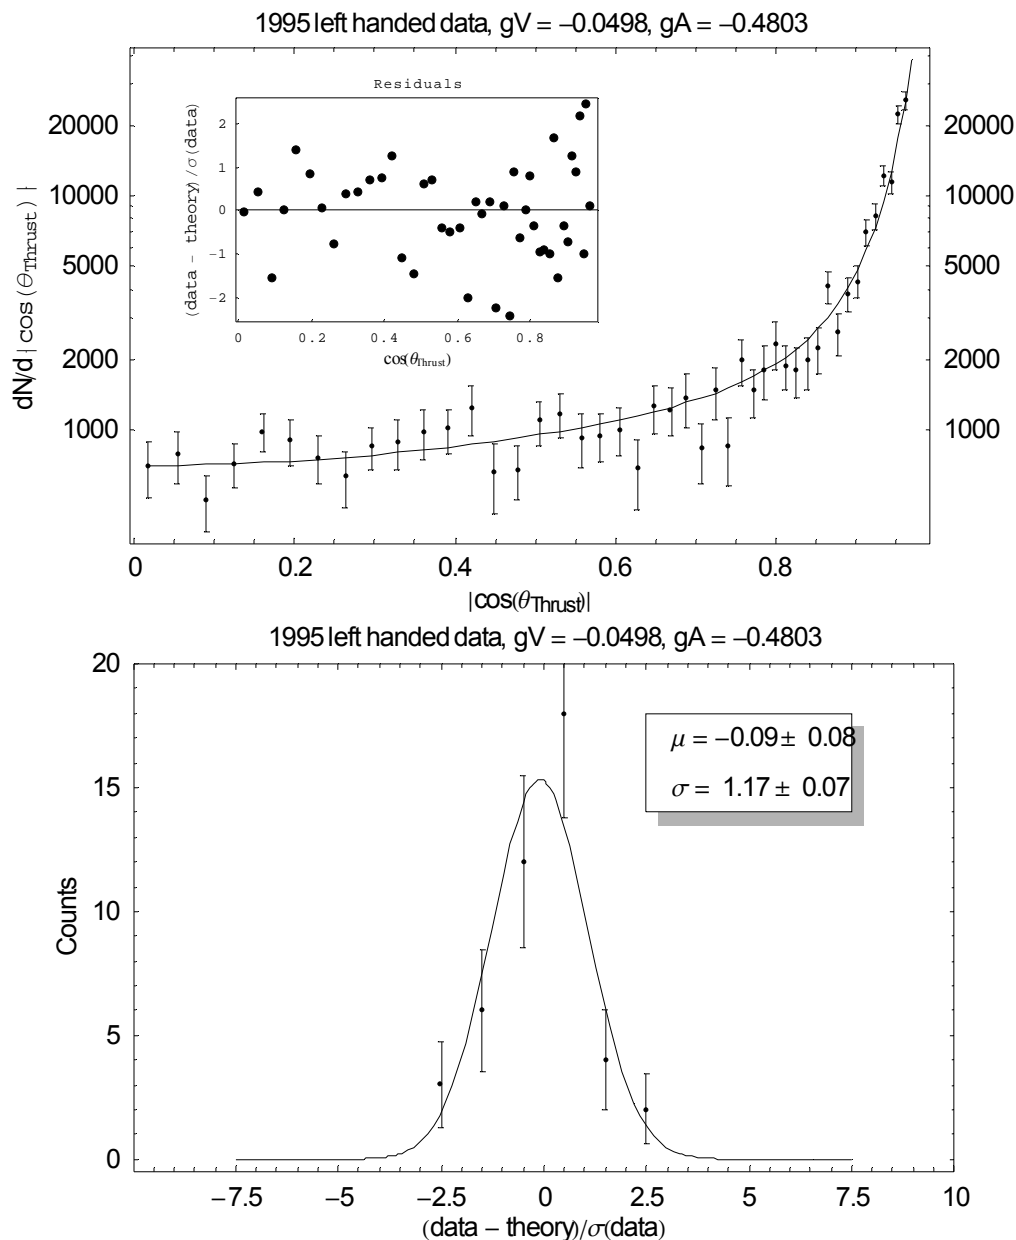 1995 left handed data, gV = −0.0498, gA = −0.4803
Residuals
(data − theory)/σ(data)
2
1
0
−1
−2
0 0.2 0.4 0.6 0.8
cos(θThrust)
dN/d|cos(θThrust)|
20000
10000
5000
2000
1000
20000
10000
5000
2000
1000
0 0.2 0.4 0.6 0.8
|cos(θThrust)|
1995 left handed data, gV = −0.0498, gA = −0.4803
μ = −0.09 ± 0.08
σ = 1.17 ± 0.07
Counts
20
15
10
5
0
−7.5 −5 −2.5 0 2.5 5 7.5 10
(data − theory)/σ(data)